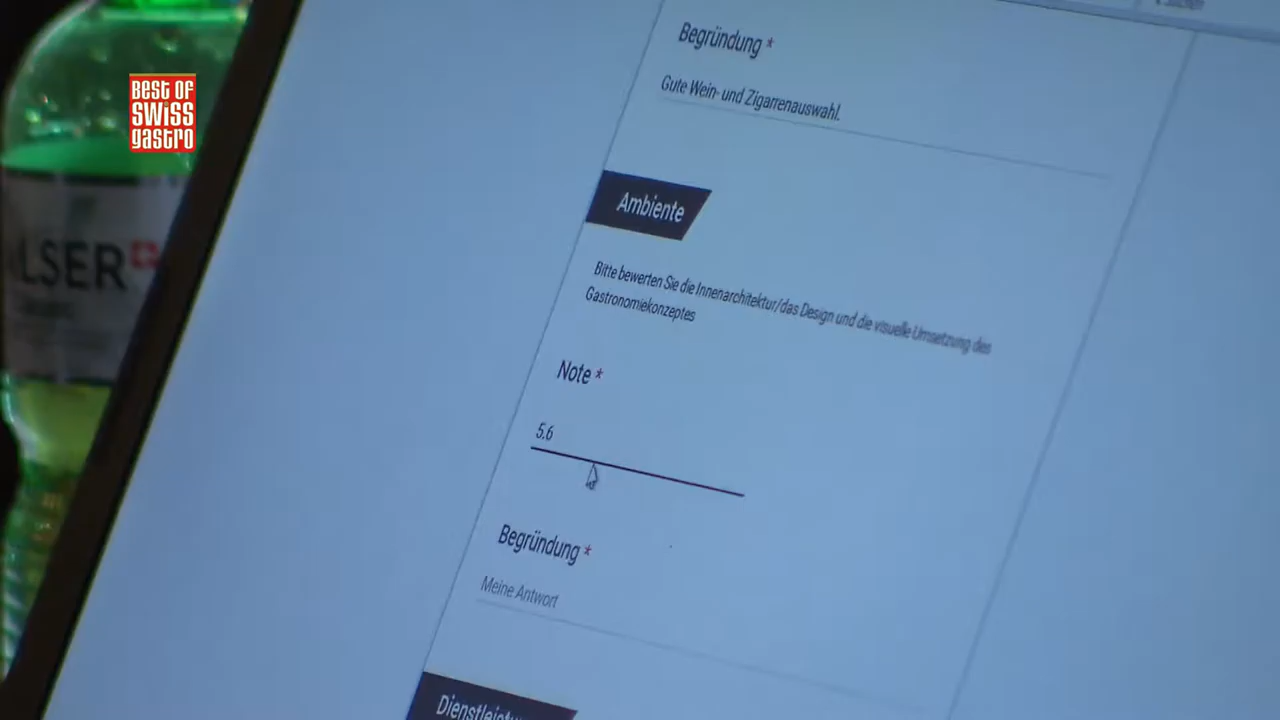 BEST OF
SWiSS
gastro
LSER
Begründung *
Gute Wein- und Zigarrenauswahl.
Ambiente
Bitte bewerten Sie die Innenarchitektur/das Design und die visuelle Umsetzung des
Gastronomiekonzeptes
Note *
5.6
Begründung *
Meine Antwort